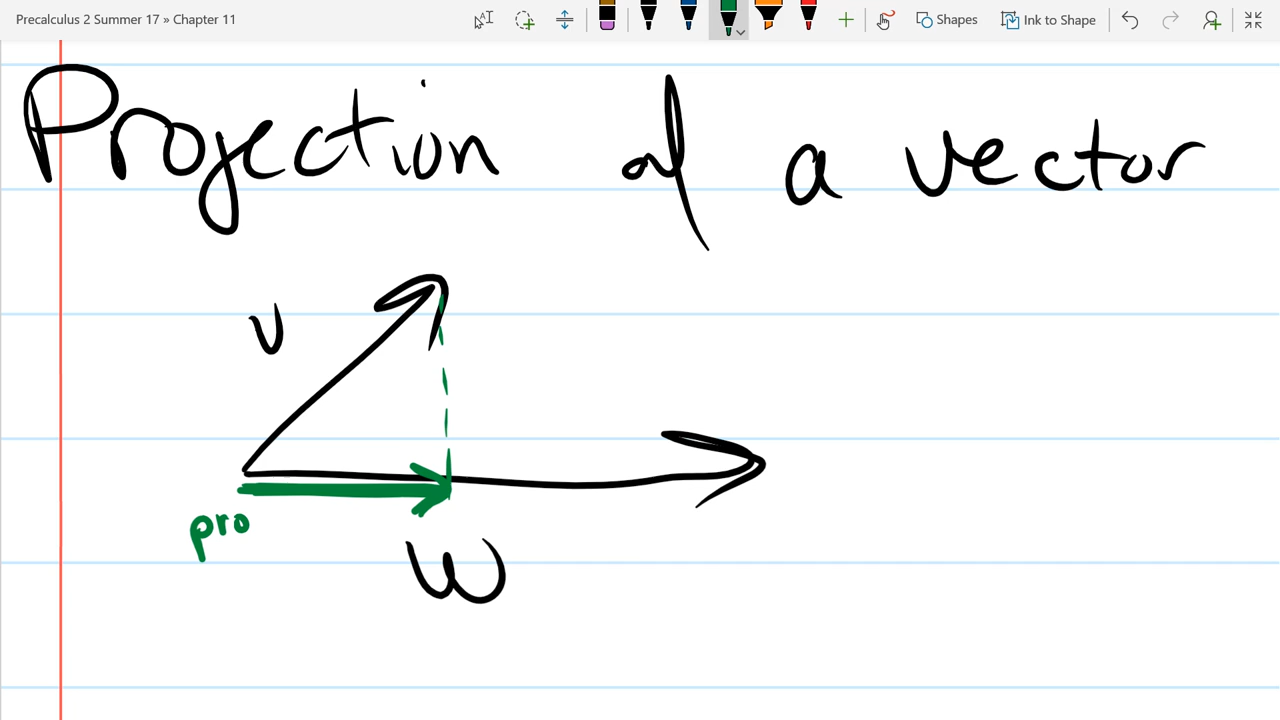 Precalculus 2 Summer 17 » Chapter 11
Shapes
Ink to Shape
Projection of a vector
v
pro
w